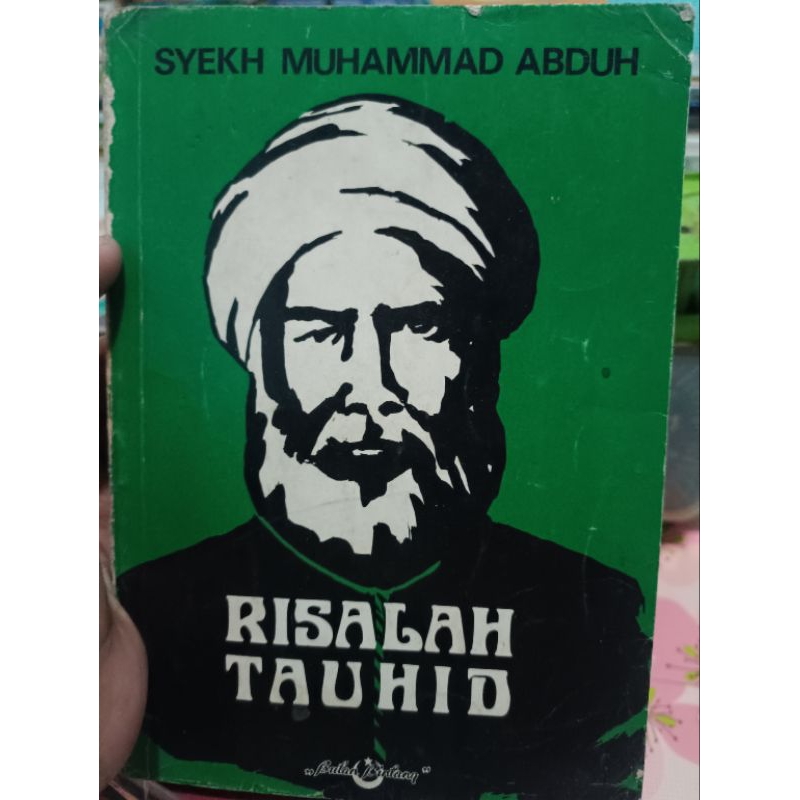 SYEKH MUHAMMAD ABDUH
RISALAH
TAUHID
„Bulan Bintang"